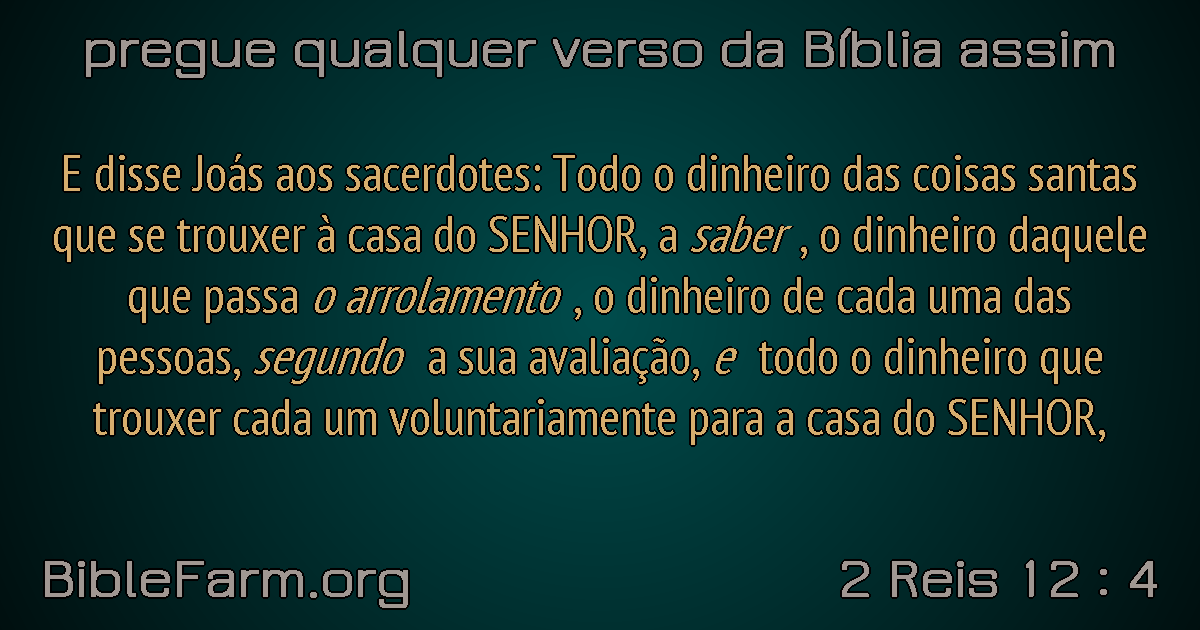 pregue qualquer verso da Bíblia assim
E disse Joás aos sacerdotes: Todo o dinheiro das coisas santas
que se trouxer à casa do SENHOR, a saber , o dinheiro daquele
que passa o arrolamento , o dinheiro de cada uma das
pessoas, segundo a sua avaliação, e todo o dinheiro que
trouxer cada um voluntariamente para a casa do SENHOR,
BibleFarm.org
2 Reis 12 : 4